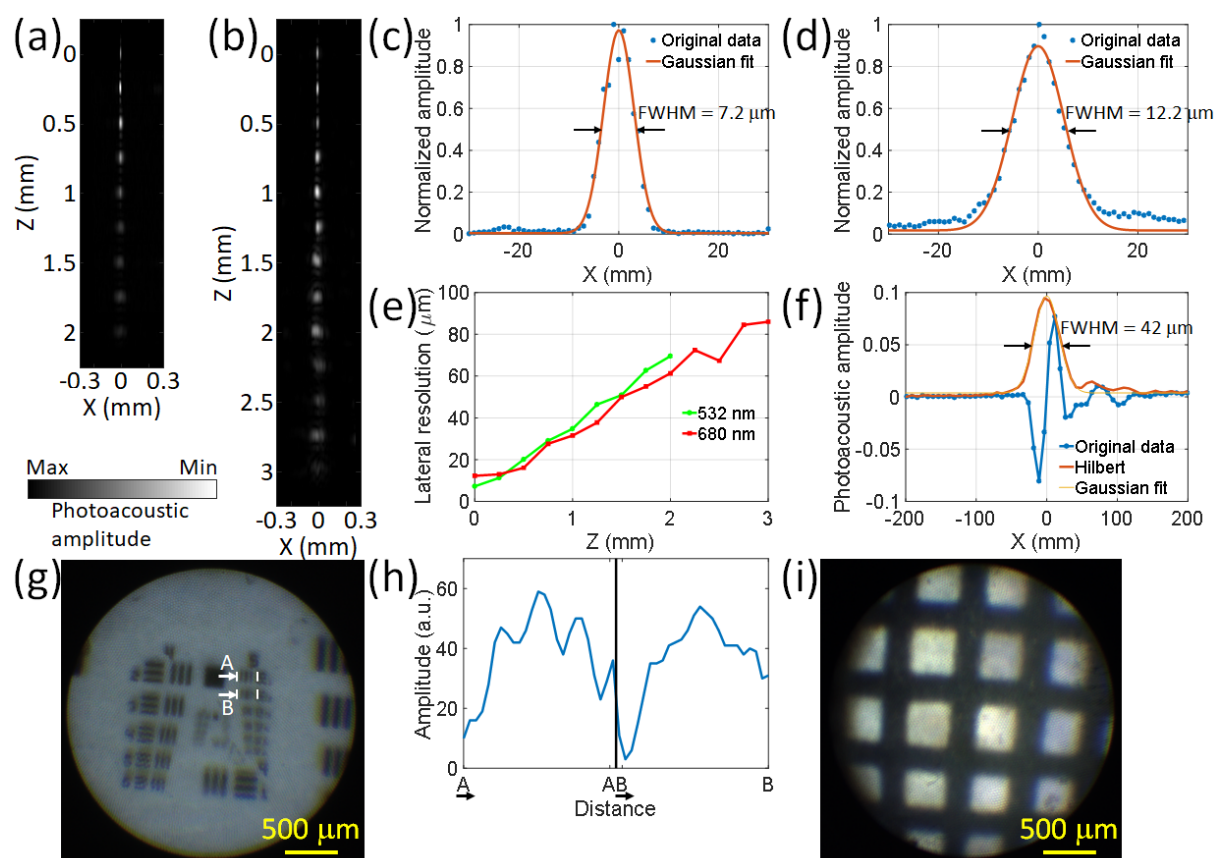 (a)
0
0.5
1
1.5
2
Z (mm)
-0.3 0 0.3
X (mm)
Max Min
Photoacoustic
amplitude
(b)
0
0.5
1
1.5
2
2.5
3
Z (mm)
-0.3 0 0.3
X (mm)
(c)
1
0.8
0.6
0.4
0.2
0
Normalized amplitude
Original data
Gaussian fit
FWHM = 7.2 μm
-20 0 20
X (mm)
(d)
1
0.8
0.6
0.4
0.2
0
Normalized amplitude
Original data
Gaussian fit
FWHM = 12.2 μm
-20 0 20
X (mm)
(e)
100
80
60
40
20
0
Lateral resolution (μm)
532 nm
680 nm
0 1 2 3
Z (mm)
(f)
0.1
0.05
0
-0.05
-0.1
Photoacoustic amplitude
FWHM = 42 μm
Original data
Hilbert
Gaussian fit
-200 -100 0 100 200
X (mm)
(g)
4 5
A
B
500 μm
(h)
60
40
20
0
Amplitude (a.u.)
A AB B
Distance
(i)
500 μm